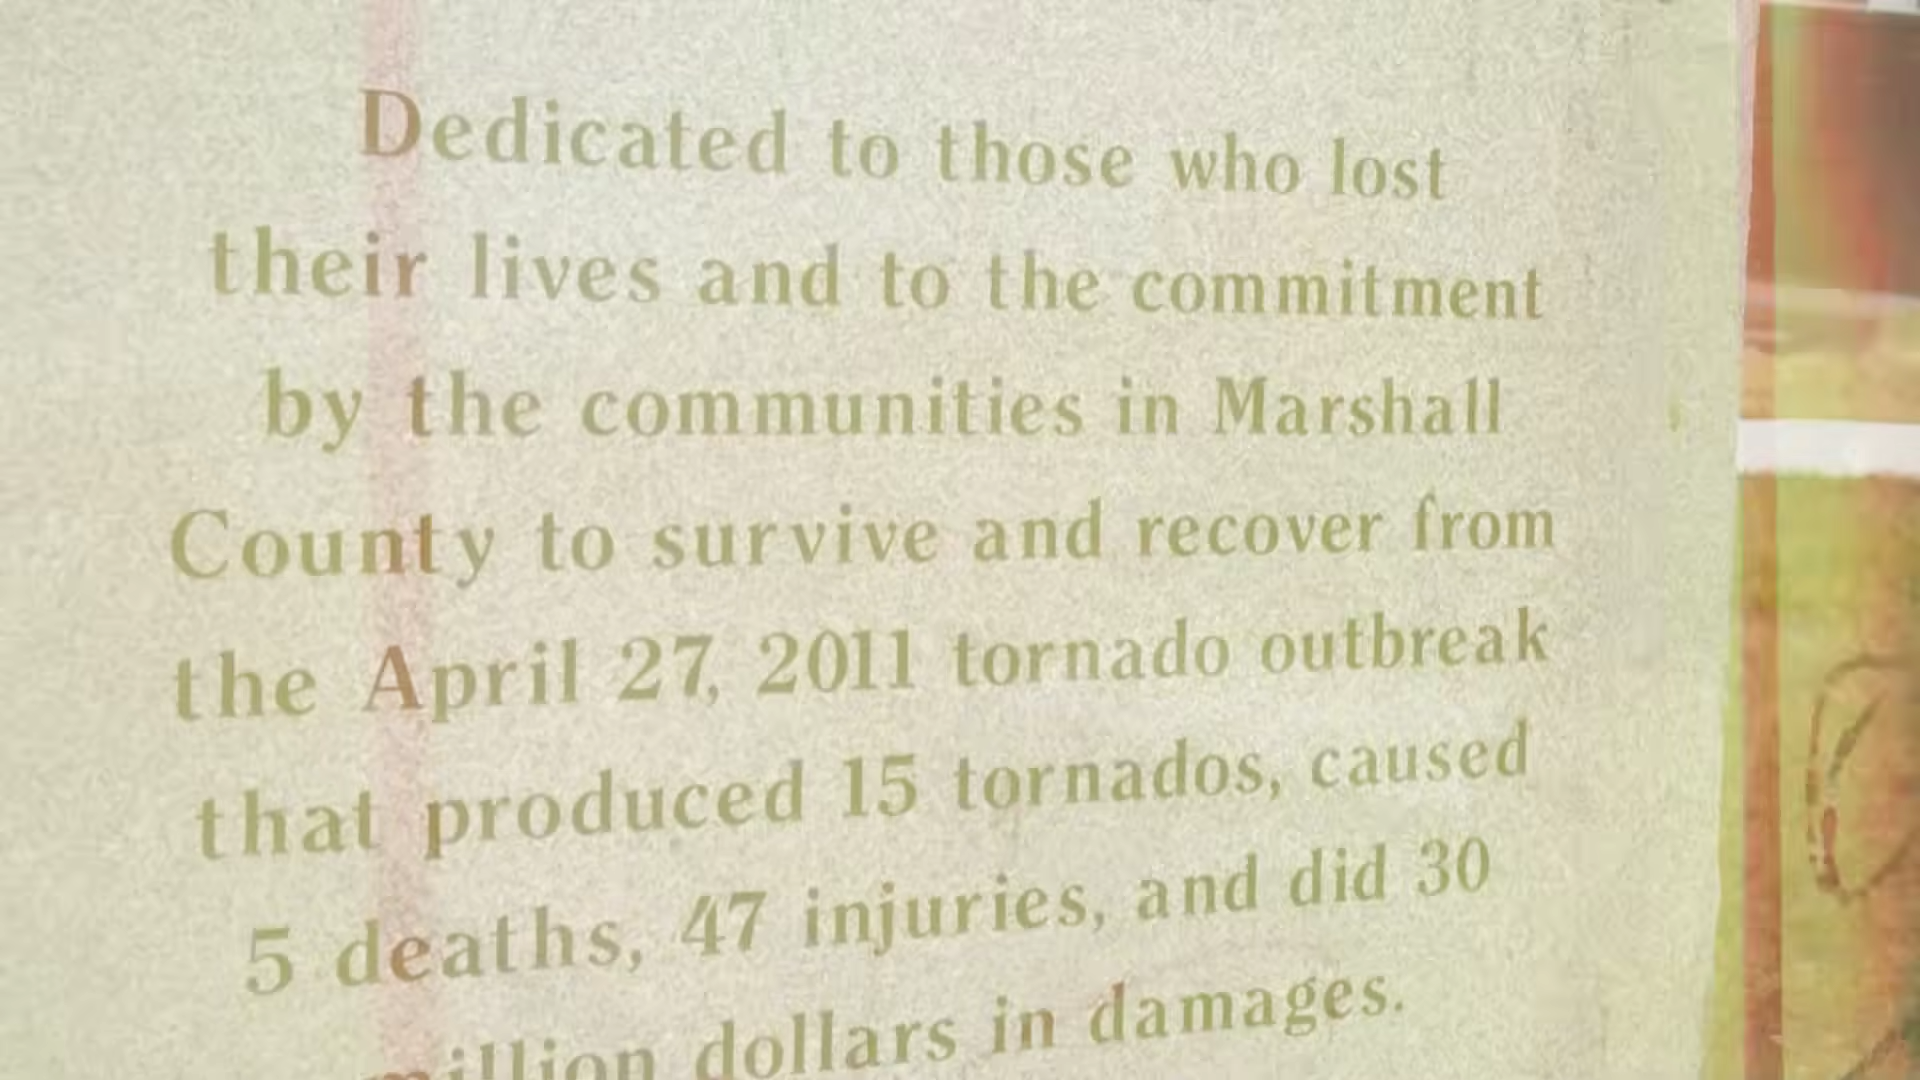 Dedicated to those who lost
their lives and to the commitment
by the communities in Marshall
County to survive and recover from
the April 27, 2011 tornado outbreak
that produced 15 tornados, caused
5 deaths, 47 injuries, and did 30
million dollars in damages.